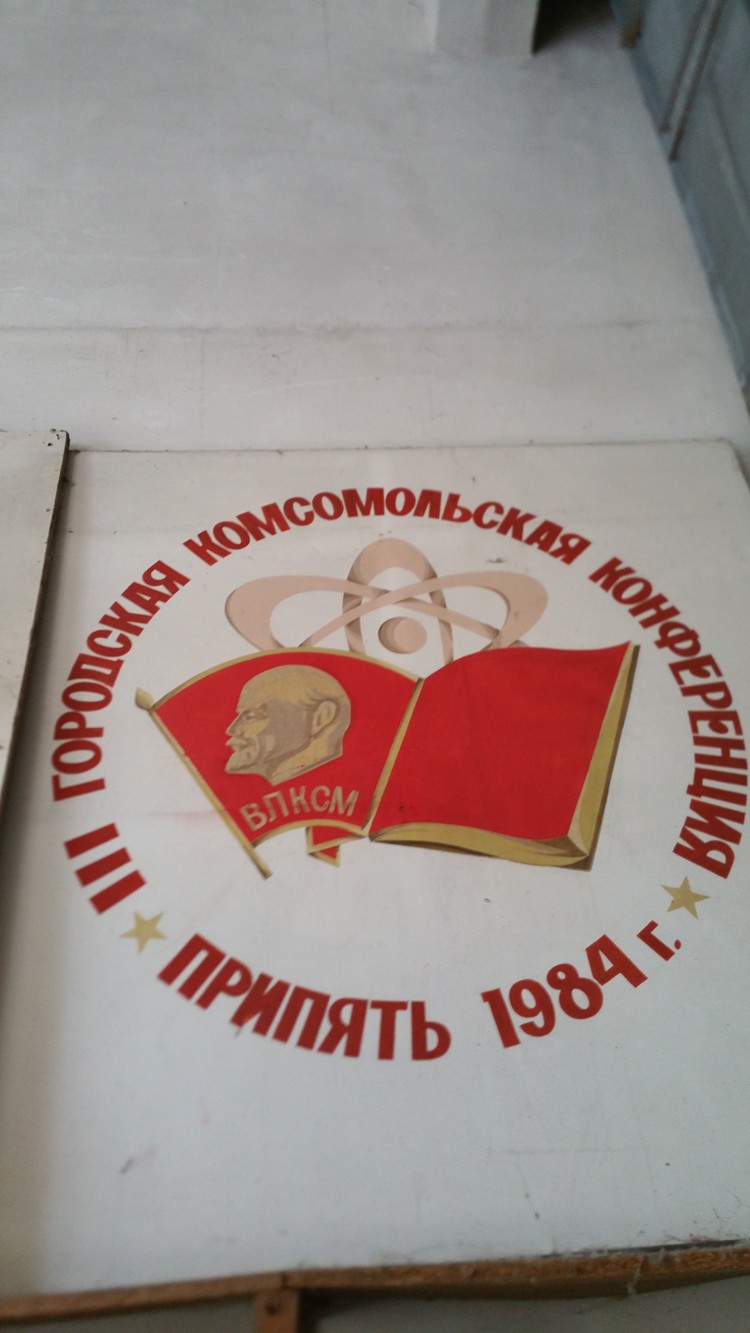 III ГОРОДСКАЯ КОМСОМОЛЬСКАЯ КОНФЕРЕНЦИЯ
ВЛКСМ
ПРИПЯТЬ 1984 г.